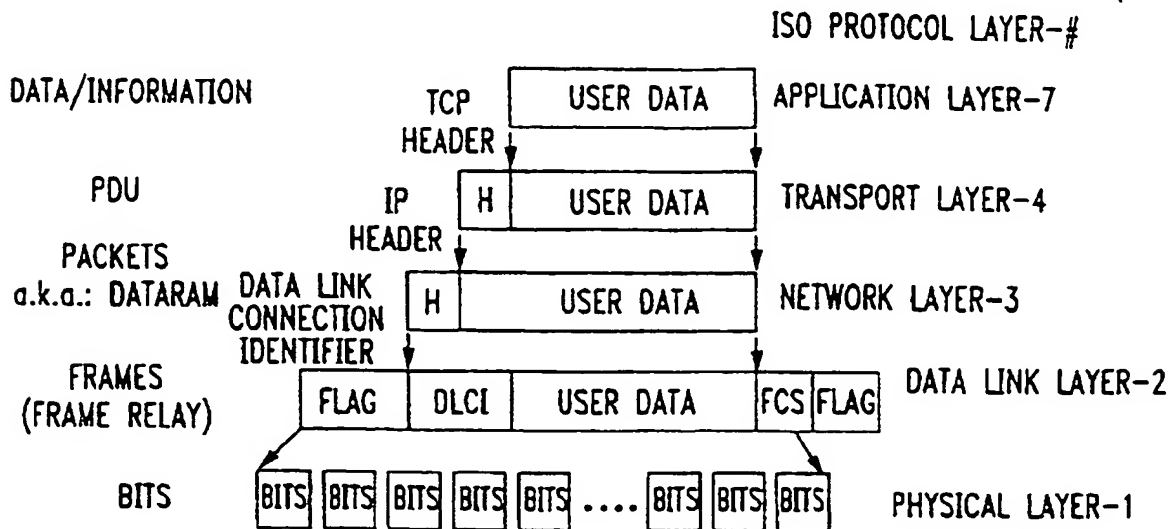 ISO PROTOCOL LAYER-#
DATA/INFORMATION
TCP
HEADER
USER DATA
APPLICATION LAYER-7
PDU
IP
HEADER
H
USER DATA
TRANSPORT LAYER-4
PACKETS
a.k.a.: DATARAM
DATA LINK
CONNECTION
IDENTIFIER
H
USER DATA
NETWORK LAYER-3
FRAMES
(FRAME RELAY)
FLAG
DLCI
USER DATA
FCS
FLAG
DATA LINK LAYER-2
BITS
BITS BITS BITS BITS BITS .... BITS BITS BITS
PHYSICAL LAYER-1